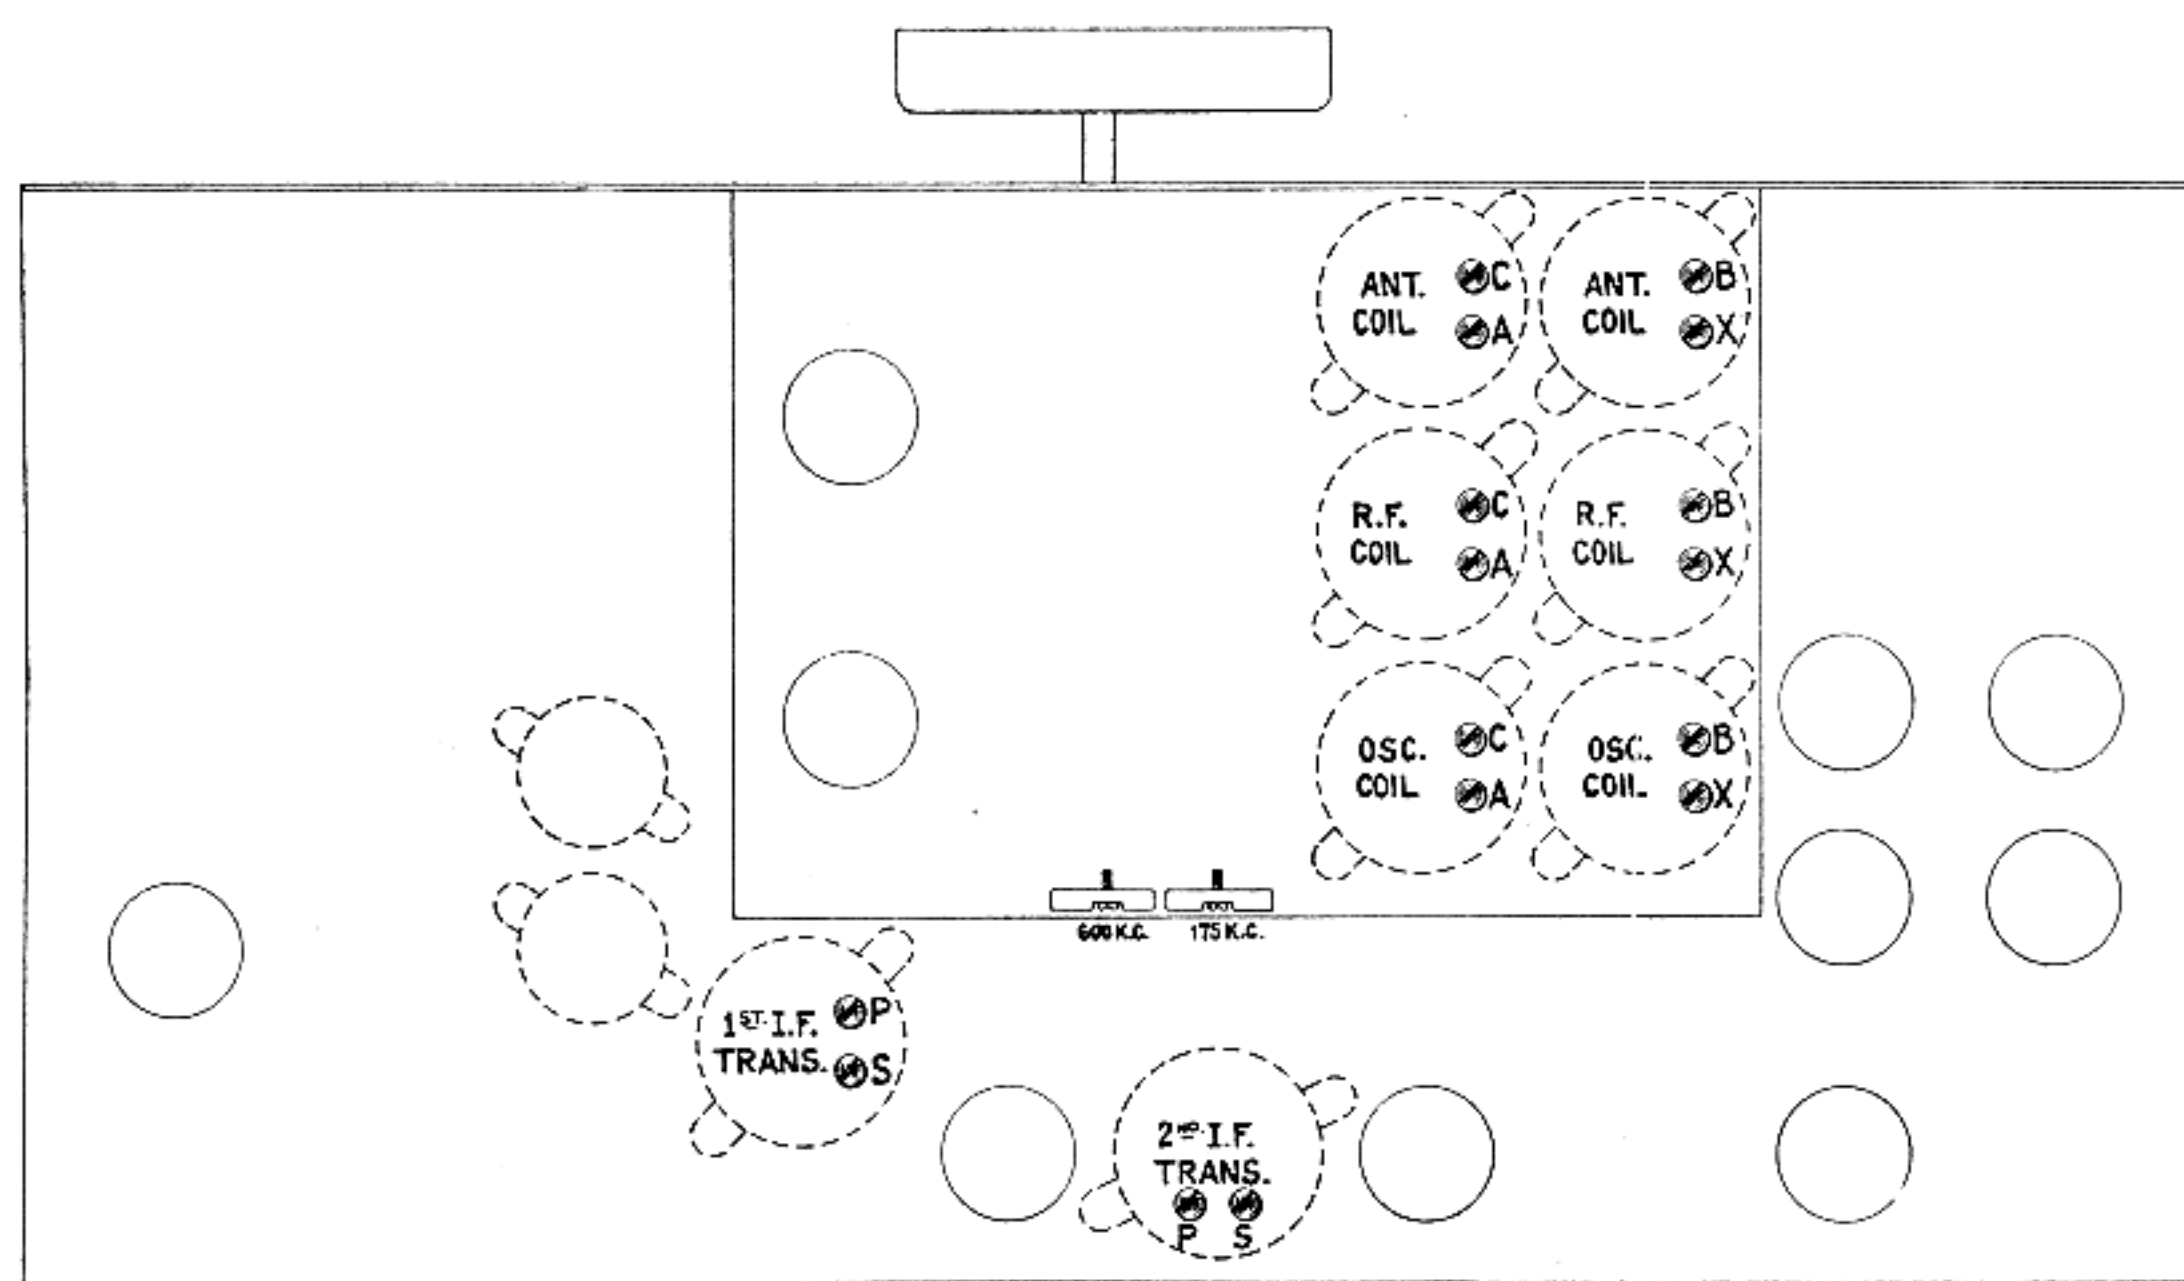 ANT. COIL
C
A
ANT. COIL
B
X
R.F. COIL
C
A
R.F. COIL
B
X
OSC. COIL
C
A
OSC. COIL
B
X
600 K.C.
175 K.C.
1ST. I.F.
TRANS.
P
S
2ND. I.F.
TRANS.
P S